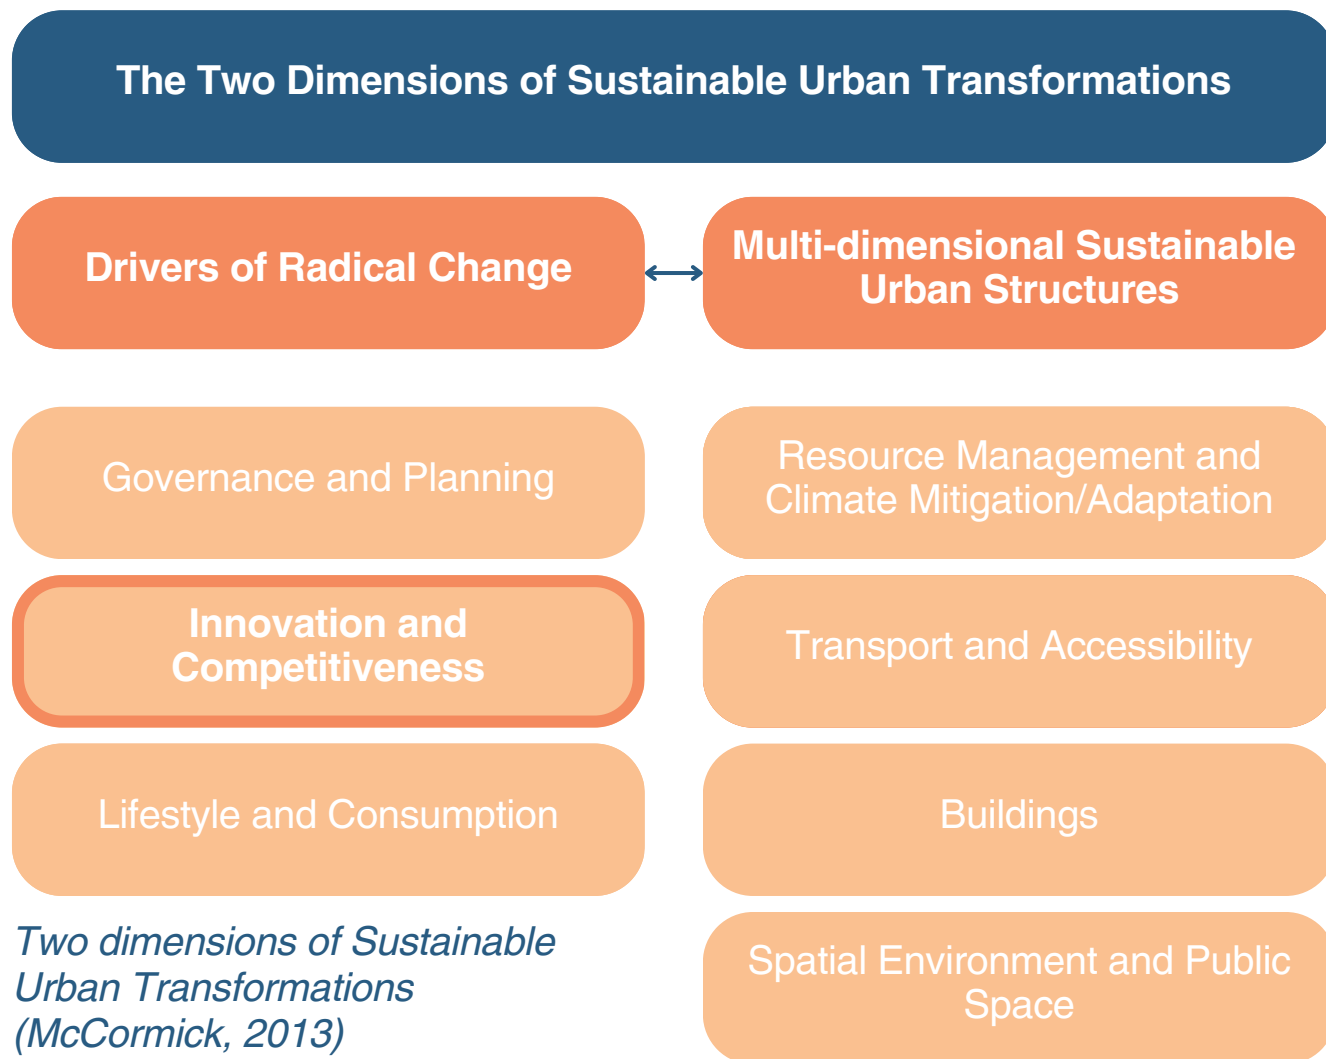 The Two Dimensions of Sustainable Urban Transformations
Drivers of Radical Change
Multi-dimensional Sustainable
Urban Structures
Governance and Planning
Resource Management and
Climate Mitigation/Adaptation
Innovation and
Competitiveness
Transport and Accessibility
Lifestyle and Consumption
Buildings
Spatial Environment and Public
Space
Two dimensions of Sustainable
Urban Transformations
(McCormick, 2013)